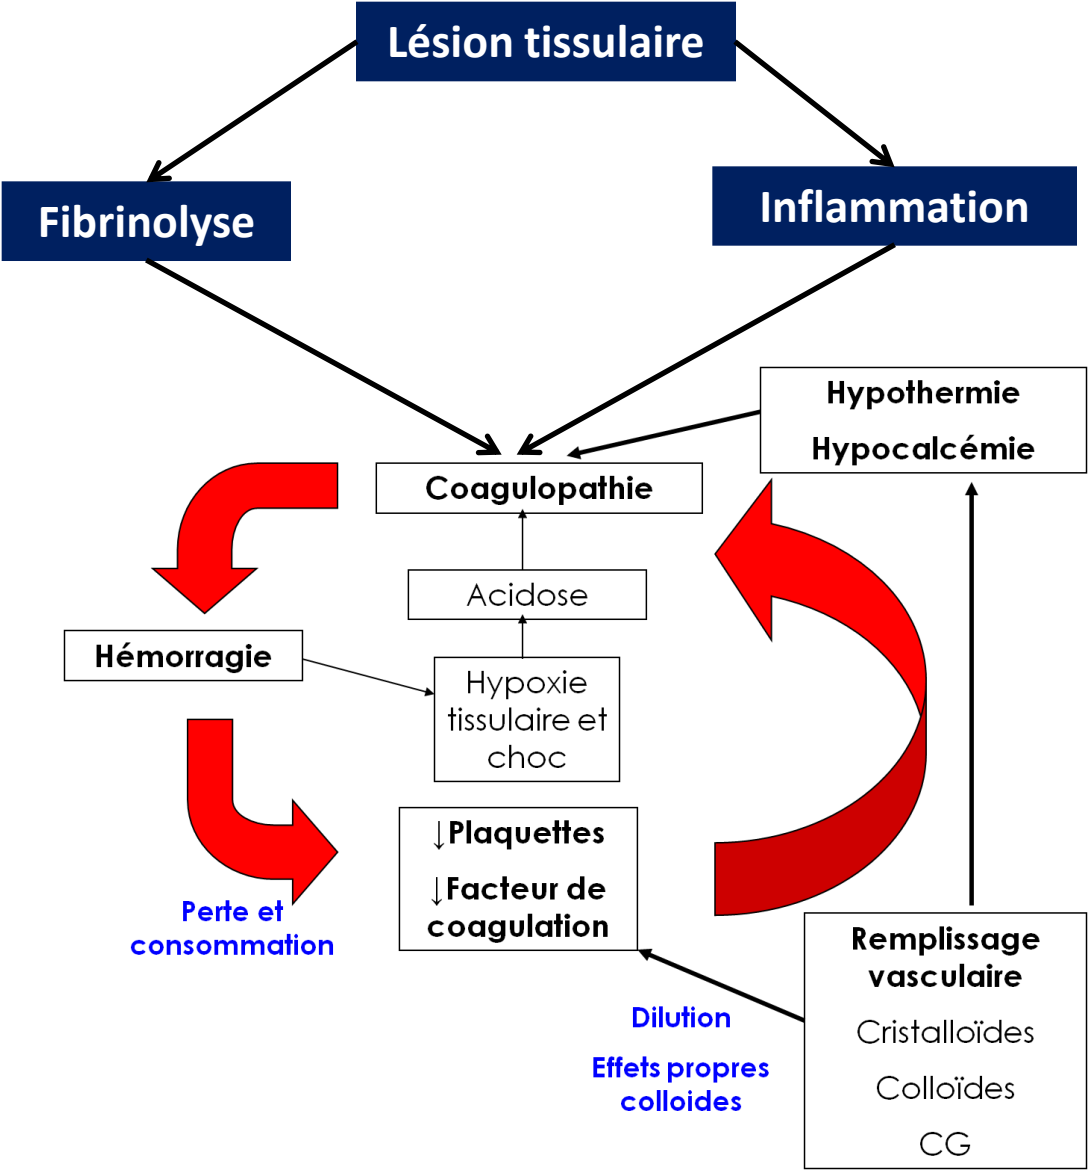 Lésion tissulaire
Fibrinolyse
Inflammation
Hypothermie
Hypocalcémie
Coagulopathie
Acidose
Hémorragie
Hypoxie
tissulaire et
choc
↓Plaquettes
↓Facteur de
coagulation
Perte et
consommation
Remplissage
vasculaire
Cristalloïdes
Colloïdes
CG
Dilution
Effets propres
colloides